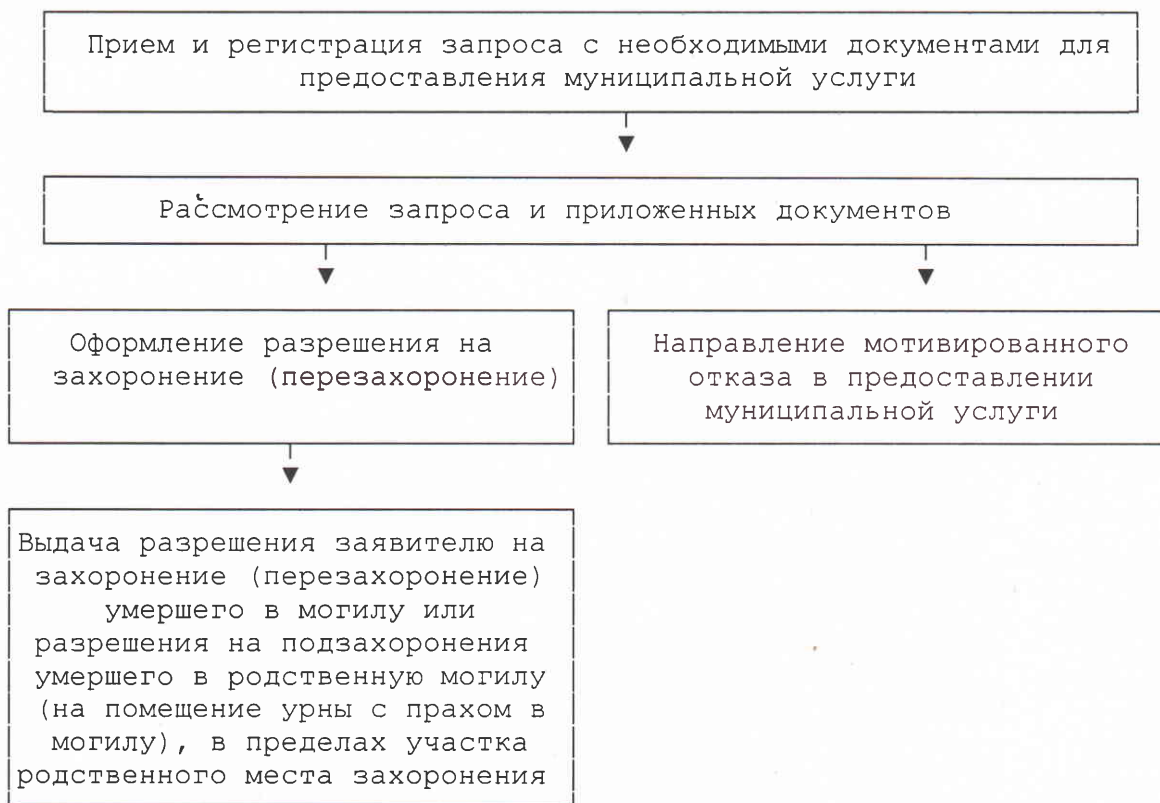 Прием и регистрация запроса с необходимыми документами для
предоставления муниципальной услуги
Рассмотрение запроса и приложенных документов
Оформление разрешения на
захоронение (перезахоронение)
Направление мотивированного
отказа в предоставлении
муниципальной услуги
Выдача разрешения заявителю на
захоронение (перезахоронение)
умершего в могилу или
разрешения на подзахоронения
умершего в родственную могилу
(на помещение урны с прахом в
могилу), в пределах участка
родственного места захоронения